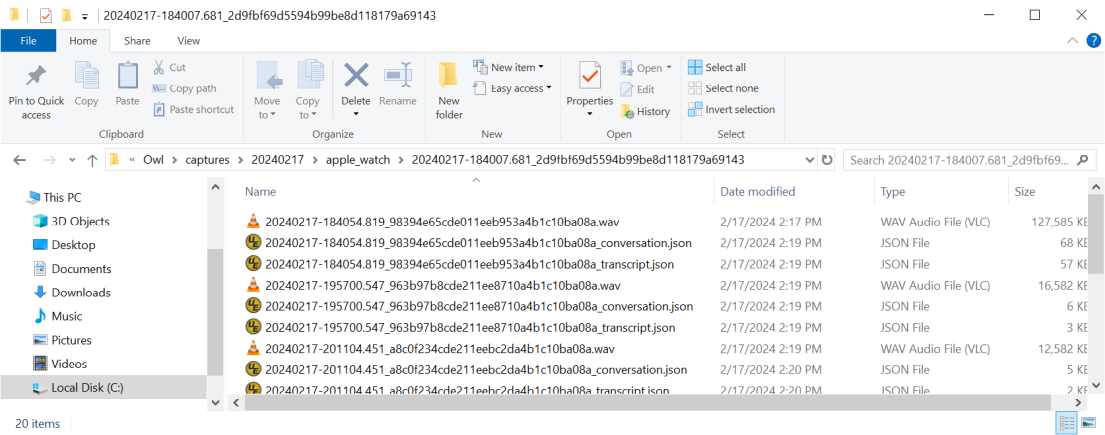 20240217-184007.681_2d9fbf69d5594b99be8d118179a69143
File Home Share View
Pin to Quick access
Copy
Paste
Cut
Copy path
Paste shortcut
Clipboard
Move to
Copy to
Delete
Rename
Organize
New folder
New item
Easy access
New
Properties
Open
Edit
History
Open
Select all
Select none
Invert selection
Select
« Owl > captures > 20240217 > apple_watch > 20240217-184007.681_2d9fbf69d5594b99be8d118179a69143
Search 20240217-184007.681_2d9fbf69...
This PC
3D Objects
Desktop
Documents
Downloads
Music
Pictures
Videos
Local Disk (C:)
Name Date modified Type Size
20240217-184054.819_98394e65cde011eeb953a4b1c10ba08a.wav 2/17/2024 2:17 PM WAV Audio File (VLC) 127,585 KB
20240217-184054.819_98394e65cde011eeb953a4b1c10ba08a_conversation.json 2/17/2024 2:19 PM JSON File 68 KB
20240217-184054.819_98394e65cde011eeb953a4b1c10ba08a_transcript.json 2/17/2024 2:19 PM JSON File 57 KB
20240217-195700.547_963b97b8cde211ee8710a4b1c10ba08a.wav 2/17/2024 2:19 PM WAV Audio File (VLC) 16,582 KB
20240217-195700.547_963b97b8cde211ee8710a4b1c10ba08a_conversation.json 2/17/2024 2:19 PM JSON File 6 KB
20240217-195700.547_963b97b8cde211ee8710a4b1c10ba08a_transcript.json 2/17/2024 2:19 PM JSON File 3 KB
20240217-201104.451_a8c0f234cde211eebc2da4b1c10ba08a.wav 2/17/2024 2:19 PM WAV Audio File (VLC) 12,582 KB
20240217-201104.451_a8c0f234cde211eebc2da4b1c10ba08a_conversation.json 2/17/2024 2:20 PM JSON File 5 KB
20240217-201104.451_a8c0f234cde211eebc2da4b1c10ba08a_transcript.json 2/17/2024 2:20 PM JSON File 2 KB
20 items